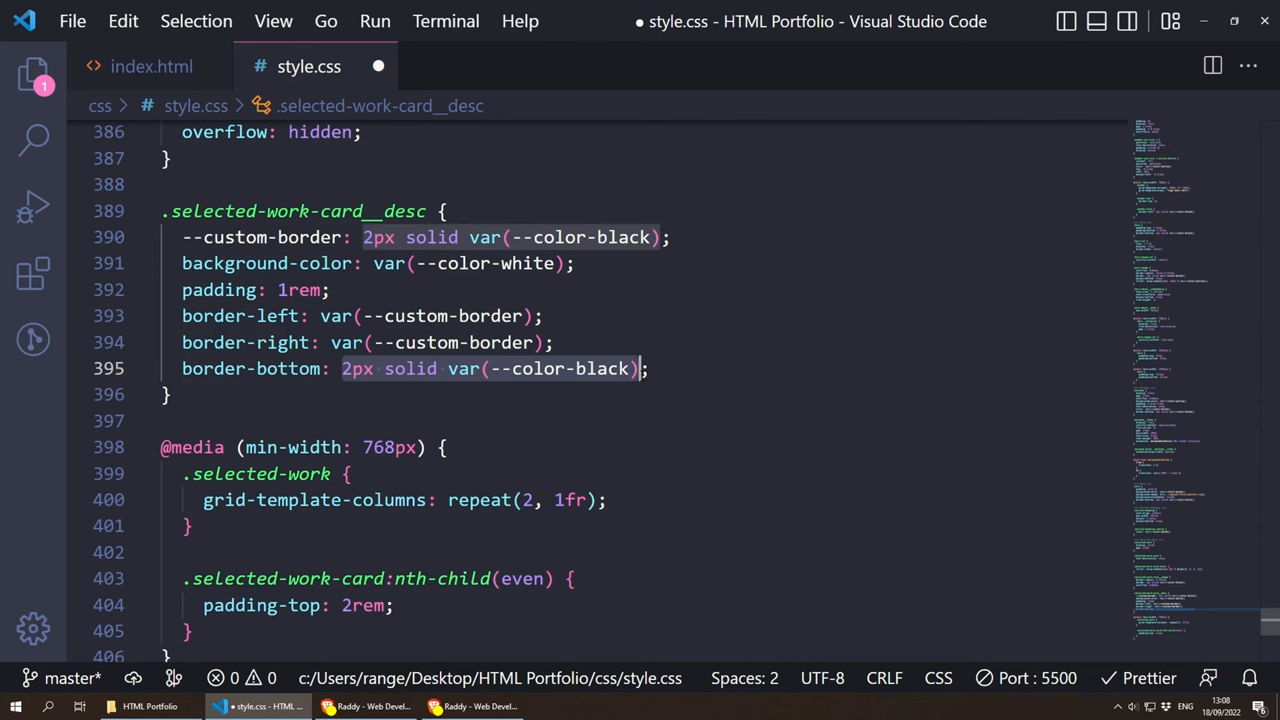 File Edit Selection View Go Run Terminal Help ● style.css - HTML Portfolio - Visual Studio Code
<> index.html # style.css ●
1
css > # style.css > .selected-work-card__desc
386 overflow: hidden;
387 }
388
389 .selected-work-card__desc {
390 --custom-border: 2px solid var(--color-black);
391 background-color: var(--color-white);
392 padding: 1rem;
393 border-left: var(--custom-border);
394 border-right: var(--custom-border);
395 border-bottom: 2px solid var(--color-black);
396 }
397
398 @media (min-width: 768px) {
399 .selected-work {
400 grid-template-columns: repeat(2, 1fr);
401 }
402
403 .selected-work-card:nth-child(even) {
404 padding-top: 2rem;
405 }
406 }
master* 0 0 c:/Users/range/Desktop/HTML Portfolio/css/style.css Spaces: 2 UTF-8 CRLF CSS Port : 5500 Prettier
HTML Portfolio ● style.css - HTML ... Raddy - Web Devel... Raddy - Web Devel... ENG 13:08
18/09/2022 6